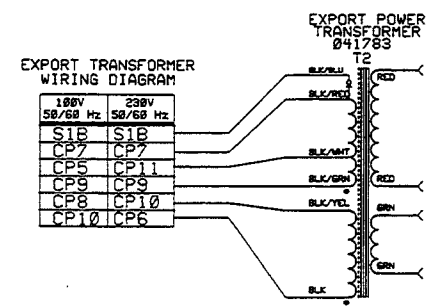 EXPORT POWER
TRANSFORMER
041783
T2
EXPORT TRANSFORMER
WIRING DIAGRAM
100V 230V
50/60 Hz 50/60 Hz
S1B S1B
CP7 CP7
CP5 CP11
CP9 CP9
CP8 CP10
CP10 CP6
BLK/BLU
BLK/RED
BLK/WHT
BLK/GRN
BLK/YEL
BLK
RED
RED
GRN
GRN